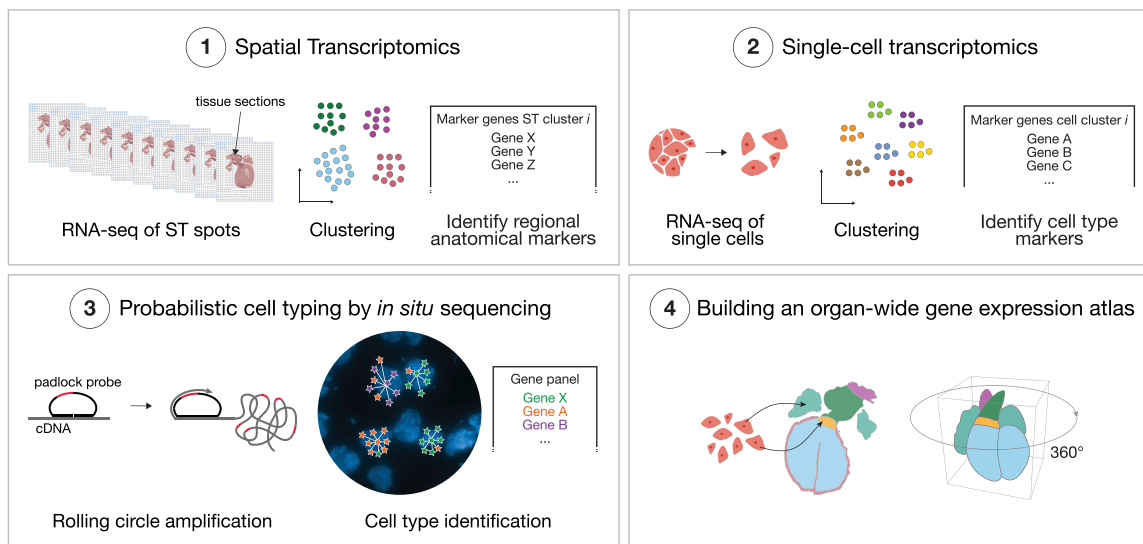 1 Spatial Transcriptomics
tissue sections
Marker genes ST cluster i
Gene X
Gene Y
Gene Z
...
RNA-seq of ST spots
Clustering
Identify regional
anatomical markers
2 Single-cell transcriptomics
Marker genes cell cluster i
Gene A
Gene B
Gene C
...
RNA-seq of
single cells
Clustering
Identify cell type
markers
3 Probabilistic cell typing by in situ sequencing
padlock probe
cDNA
Gene panel
Gene X
Gene A
Gene B
...
Rolling circle amplification
Cell type identification
4 Building an organ-wide gene expression atlas
360°